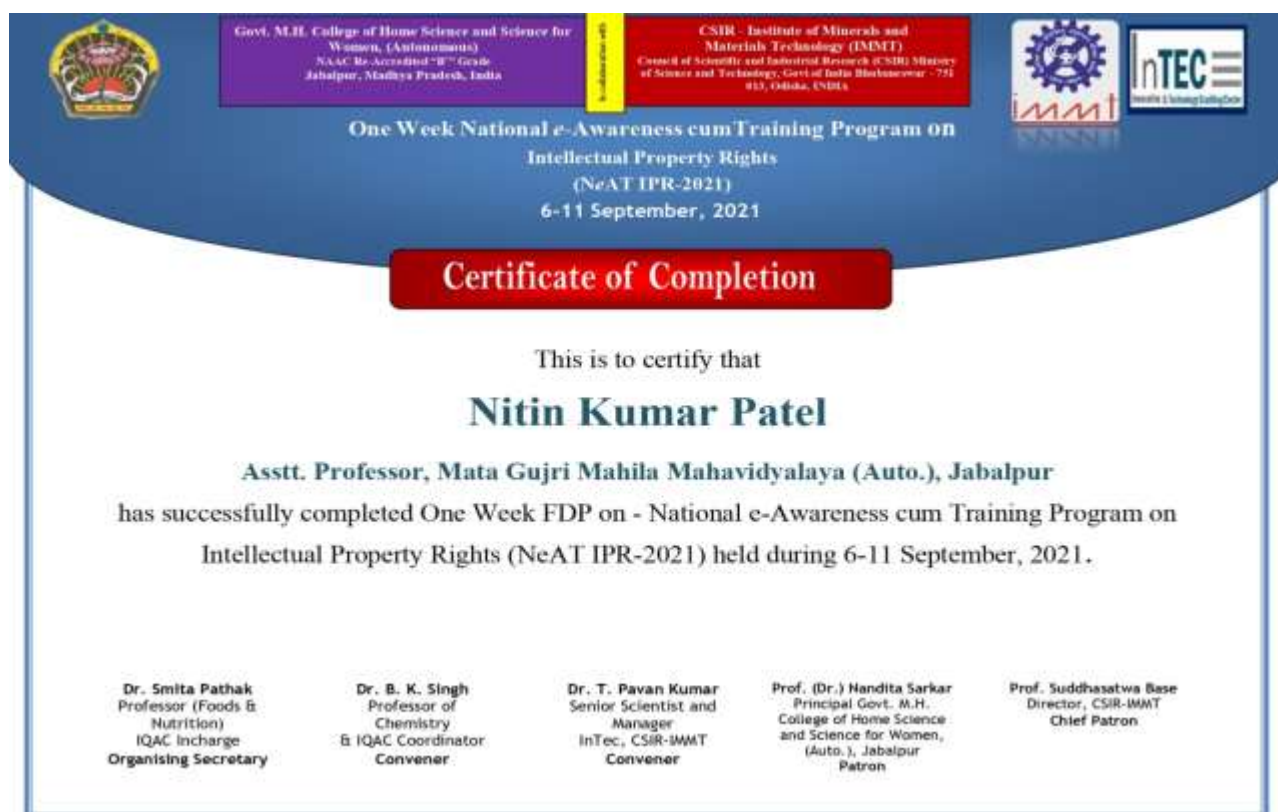 Govt. M.H. College of Home Science and Science for
Women, (Autonomous)
NAAC Re-Accredited "B" Grade
Jabalpur, Madhya Pradesh, India
In collaboration with
CSIR - Institute of Minerals and
Materials Technology (IMMT)
Council of Scientific and Industrial Research (CSIR) Ministry
of Science and Technology, Govt of India Bhubaneswar - 751
013, Odisha, INDIA
immt
InTEC
Innovation & Technology Enabling Centre
One Week National e-Awareness cum Training Program on
Intellectual Property Rights
(NeAT IPR-2021)
6-11 September, 2021
Certificate of Completion
This is to certify that
Nitin Kumar Patel
Asstt. Professor, Mata Gujri Mahila Mahavidyalaya (Auto.), Jabalpur
has successfully completed One Week FDP on - National e-Awareness cum Training Program on
Intellectual Property Rights (NeAT IPR-2021) held during 6-11 September, 2021.
Dr. Smita Pathak
Professor (Foods &
Nutrition)
IQAC Incharge
Organising Secretary
Dr. B. K. Singh
Professor of
Chemistry
& IQAC Coordinator
Convener
Dr. T. Pavan Kumar
Senior Scientist and
Manager
InTec, CSIR-IMMT
Convener
Prof. (Dr.) Nandita Sarkar
Principal Govt. M.H.
College of Home Science
and Science for Women,
(Auto.), Jabalpur
Patron
Prof. Suddhasatwa Base
Director, CSIR-IMMT
Chief Patron